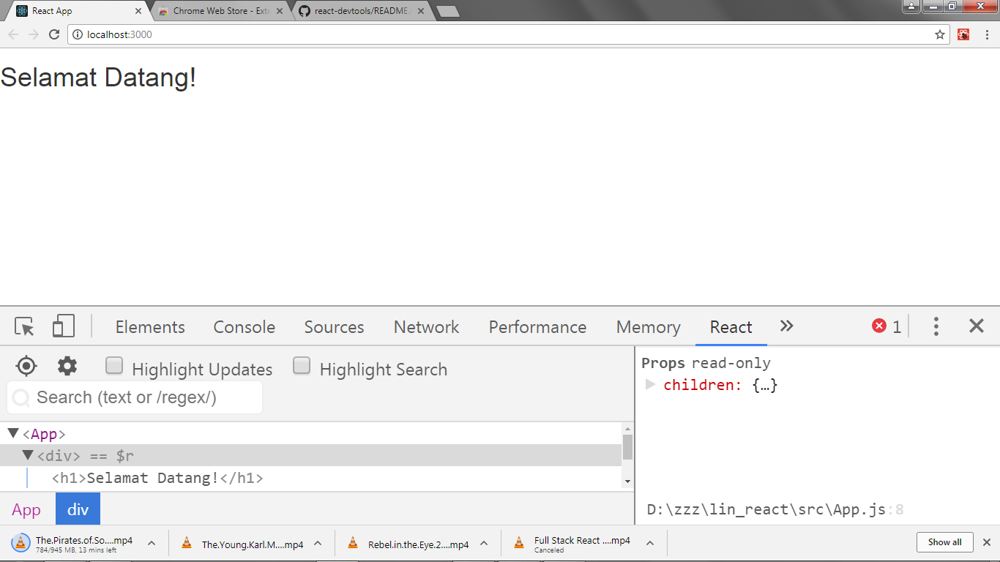 React App
Chrome Web Store - Exte
react-devtools/README.
localhost:3000
Selamat Datang!
Elements Console Sources Network Performance Memory React 1
Highlight Updates Highlight Search
Search (text or /regex/)
<App>
<div> == $r
<h1>Selamat Datang!</h1>
App div
Props read-only
children: {…}
D:\zzz\lin_react\src\App.js:8
The.Pirates.of.So....mp4
784/945 MB, 13 mins left
The.Young.Karl.M....mp4
Rebel.in.the.Eye.2....mp4
Full Stack React ....mp4
Canceled
Show all